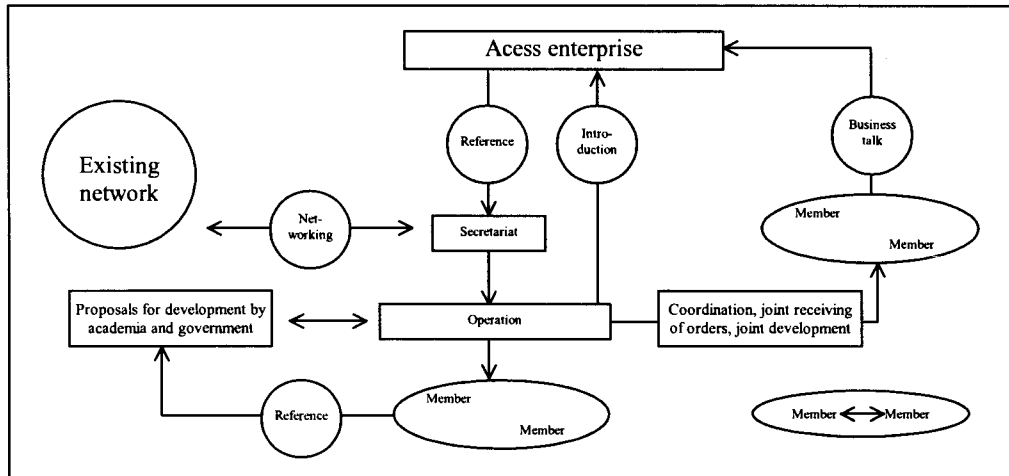 Acess enterprise
Existing
network
Reference
Intro-
duction
Business
talk
Net-
working
Secretariat
Member
Member
Proposals for development by
academia and government
Operation
Coordination, joint receiving
of orders, joint development
Reference
Member
Member
Member
Member